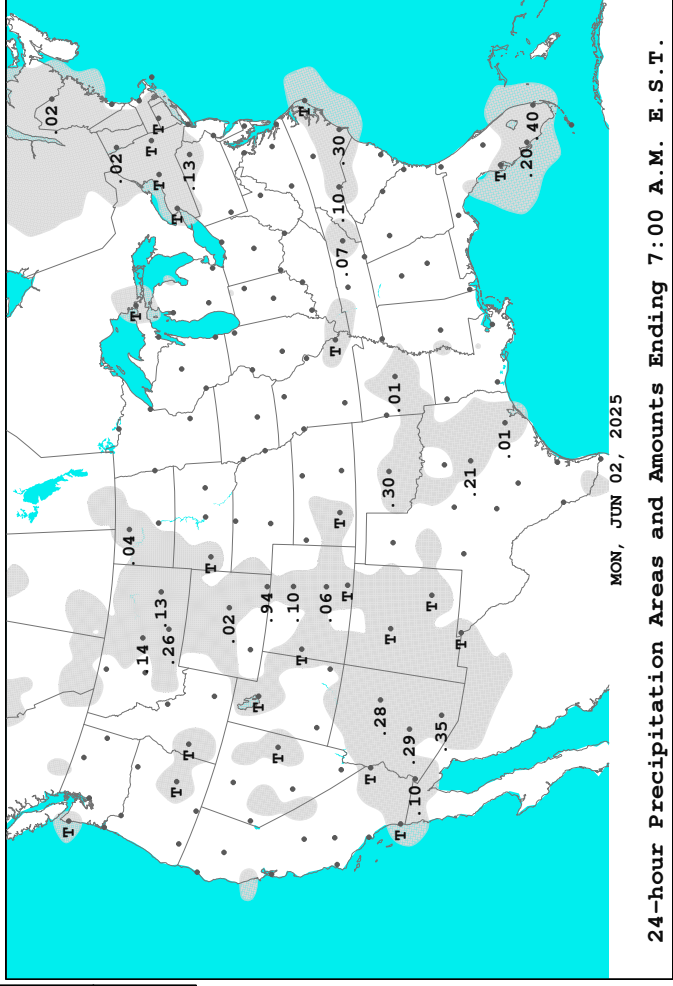 .02
T
.02
.04
T
.14
T
T
T
.13
.26
T
T
T
.13
T
.02
T
.94
T
.10
T
T
.06
T
.10
.30
T
.07
T
T
.28
.30
T
.01
T
.29
.10
T
.35
T
.21
T
.01
.20
.40
MON, JUN 02, 2025
24-hour Precipitation Areas and Amounts Ending 7:00 A.M. E.S.T.